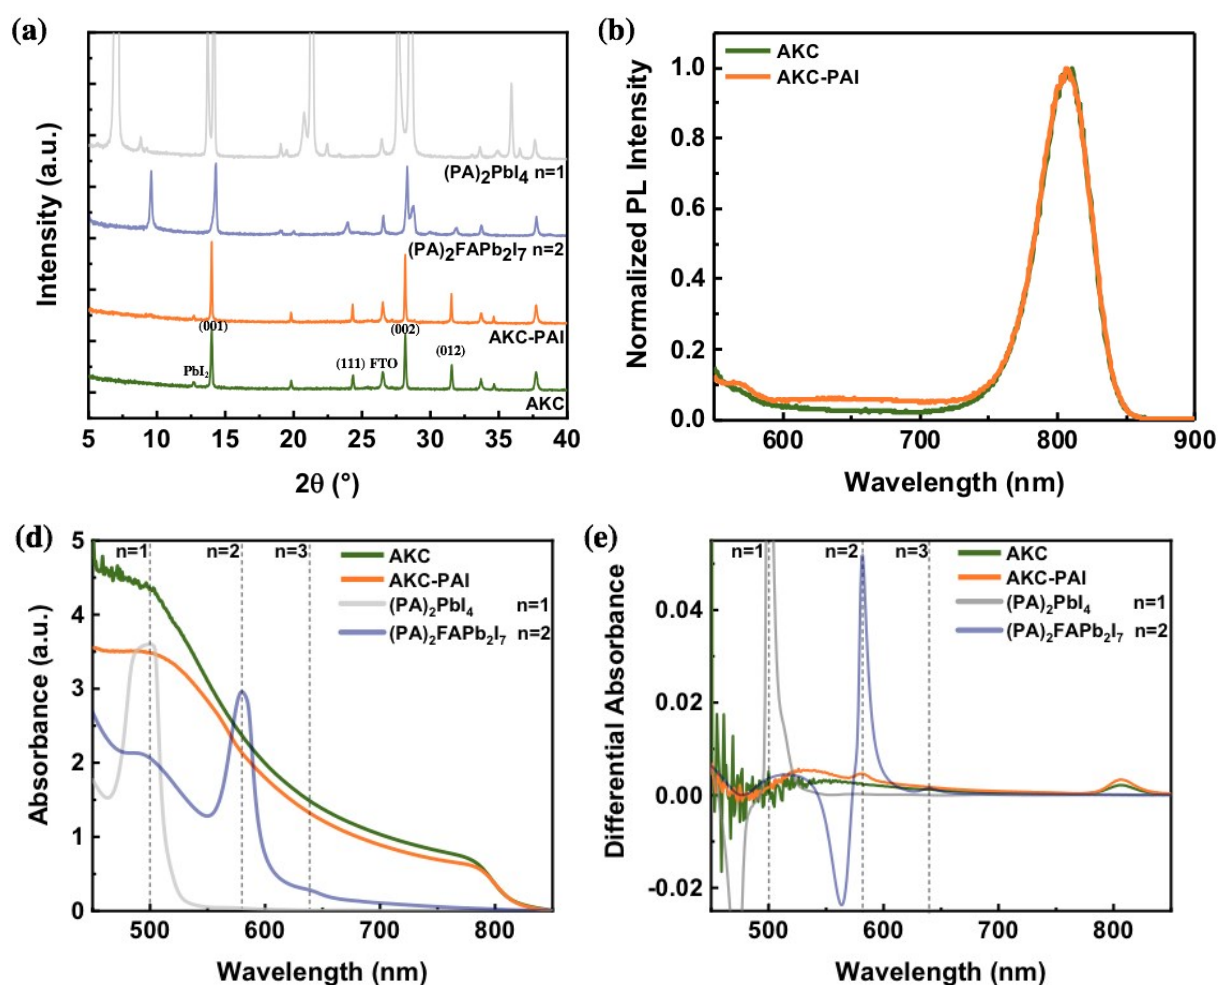 (a)
Intensity (a.u.)
(PA)₂PbI₄ n=1
(PA)₂FAPb₂I₇ n=2
AKC-PAI
(001)
(002)
PbI₂
(111) FTO
(012)
AKC
5 10 15 20 25 30 35 40
2θ (°)
(b)
Normalized PL Intensity
1.0
0.8
0.6
0.4
0.2
0.0
AKC
AKC-PAI
600 700 800 900
Wavelength (nm)
(d)
Absorbance (a.u.)
5
4
3
2
1
0
n=1 n=2 n=3
AKC
AKC-PAI
(PA)₂PbI₄ n=1
(PA)₂FAPb₂I₇ n=2
500 600 700 800
Wavelength (nm)
(e)
Differential Absorbance
0.04
0.02
0.00
-0.02
n=1 n=2 n=3
AKC
AKC-PAI
(PA)₂PbI₄ n=1
(PA)₂FAPb₂I₇ n=2
500 600 700 800
Wavelength (nm)